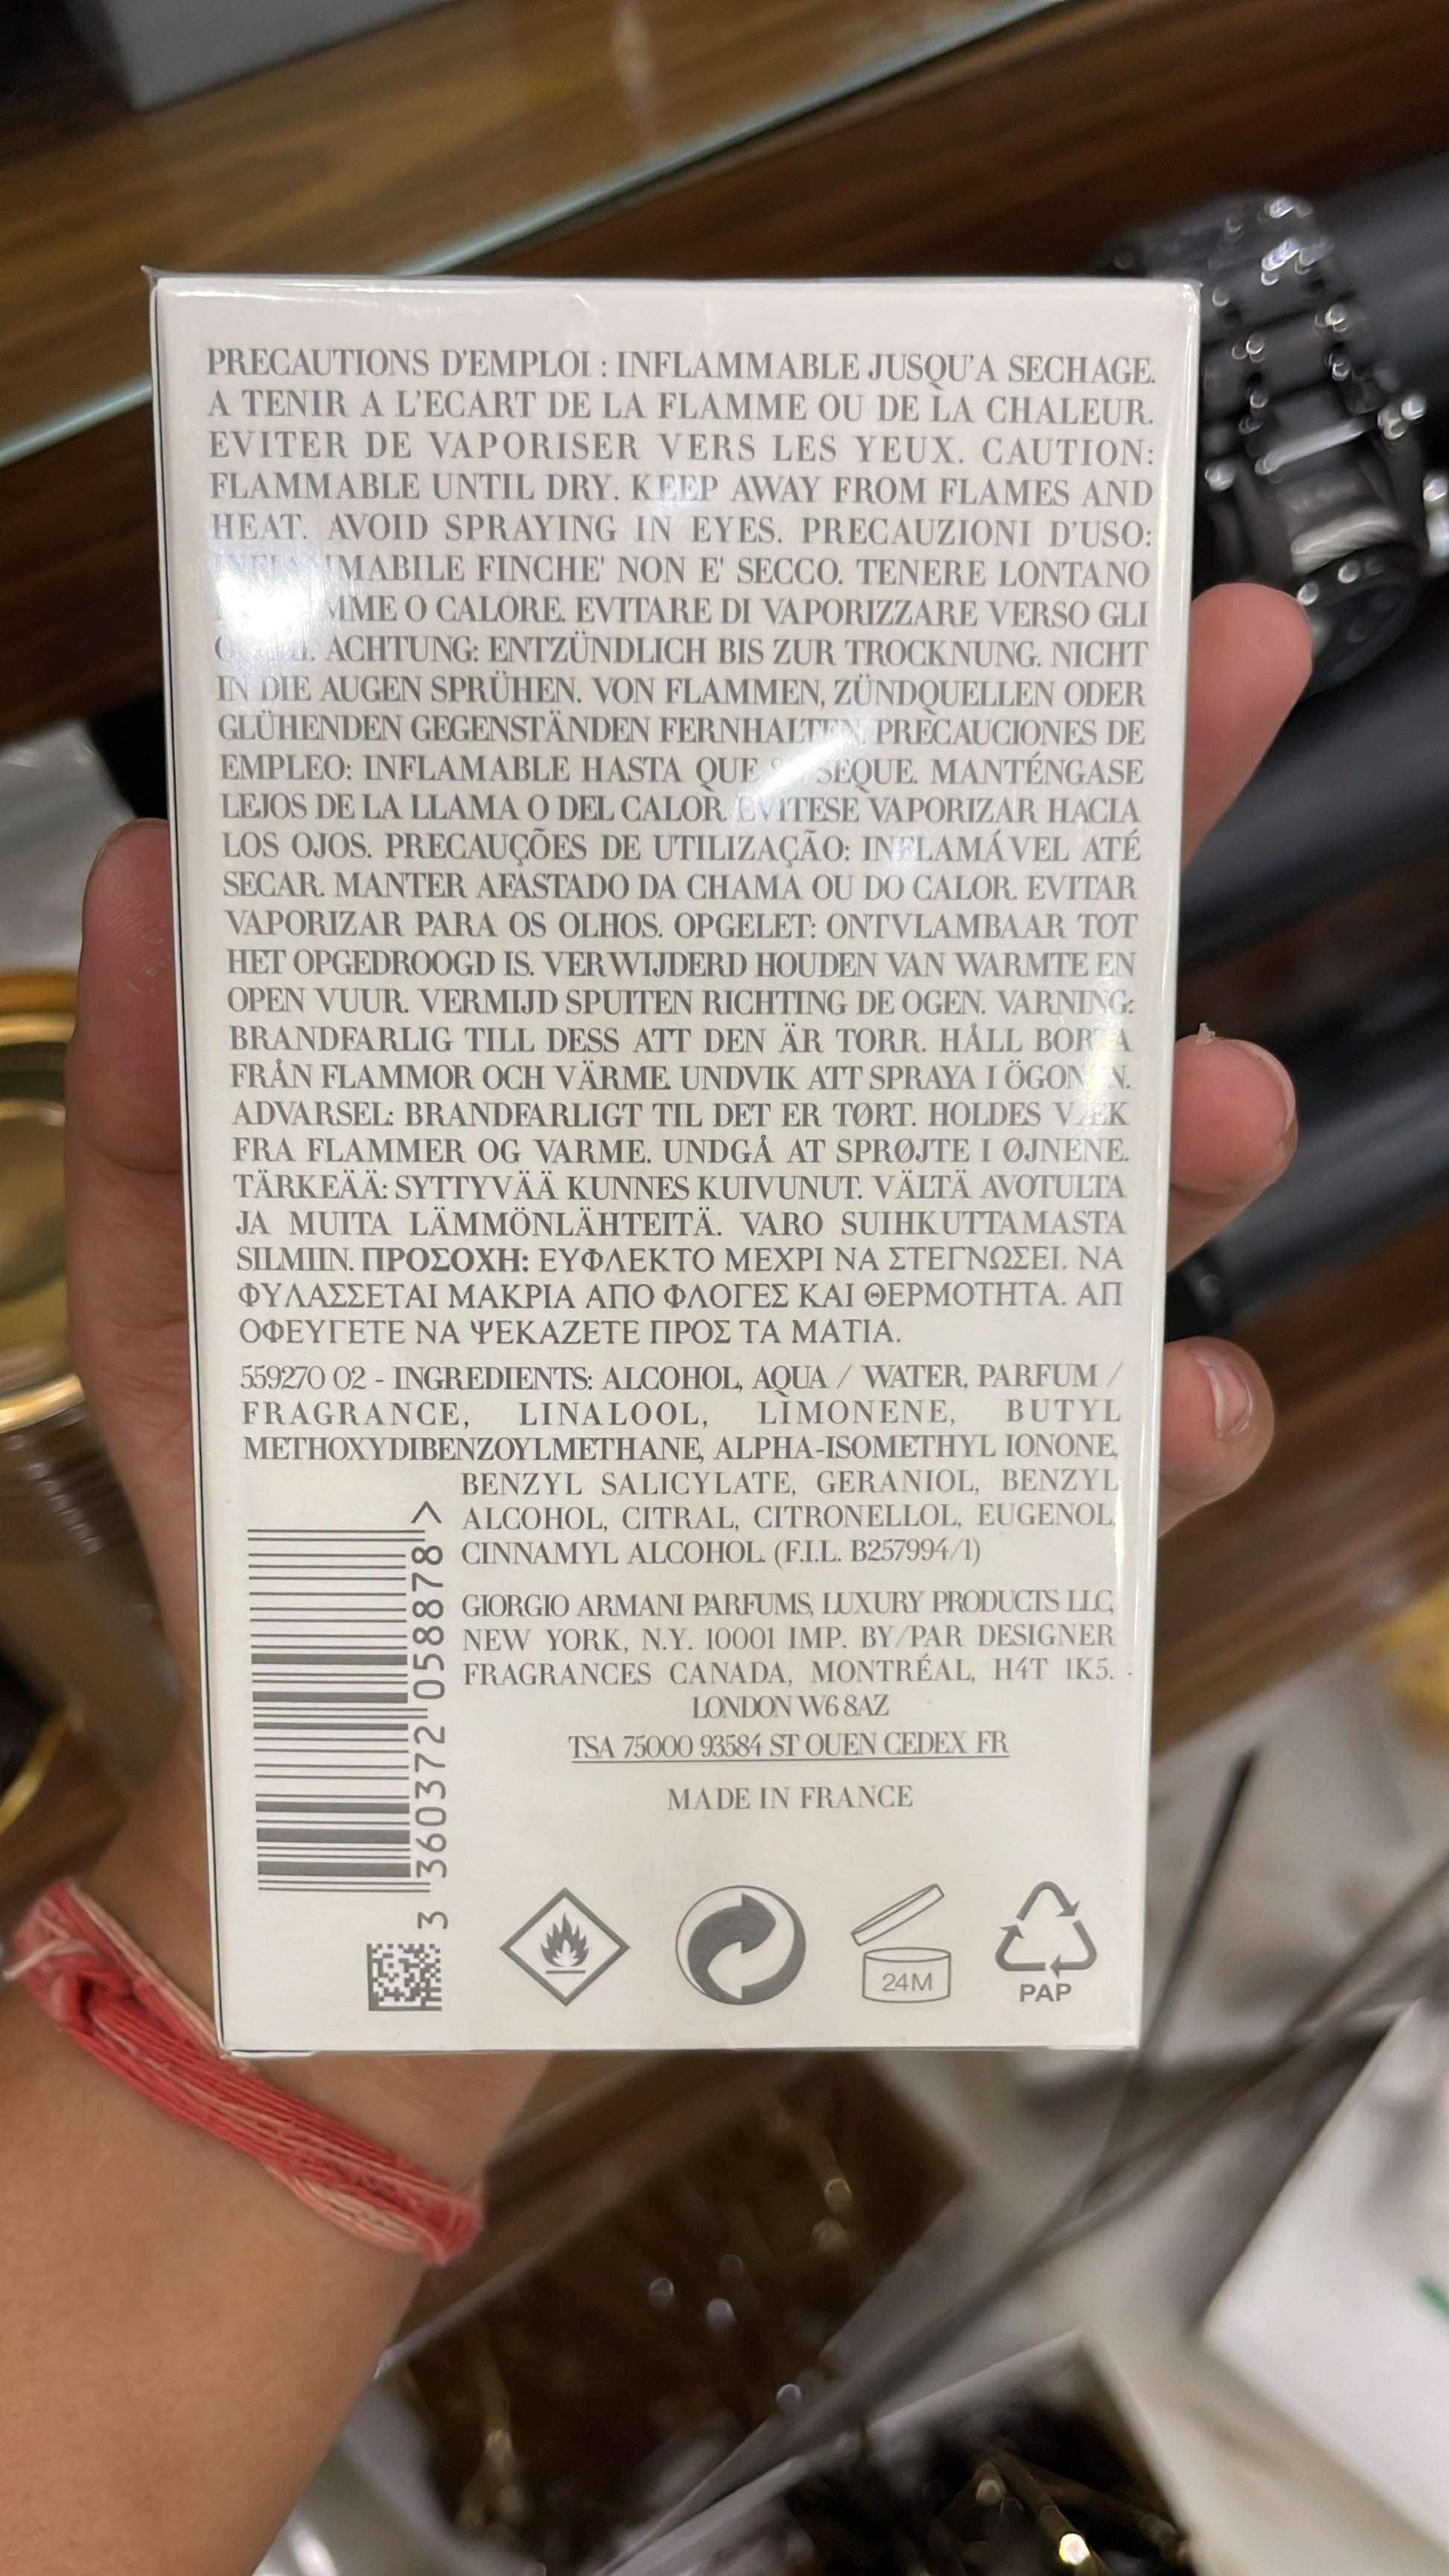 PRECAUTIONS D'EMPLOI : INFLAMMABLE JUSQU'A SECHAGE.
A TENIR A L'ECART DE LA FLAMME OU DE LA CHALEUR.
EVITER DE VAPORISER VERS LES YEUX. CAUTION:
FLAMMABLE UNTIL DRY. KEEP AWAY FROM FLAMES AND
HEAT. AVOID SPRAYING IN EYES. PRECAUZIONI D'USO:
FINCHE' NON E' SECCO. TENERE LONTANO
O CALORE. EVITARE DI VAPORIZZARE VERSO GLI
ACHTUNG: ENTZÜNDLICH BIS ZUR TROCKNUNG. NICHT
IN DIE AUGEN SPRÜHEN. VON FLAMMEN, ZÜNDQUELLEN ODER
GLÜHENDEN GEGENSTÄNDEN FERNHALTEN. PRECAUCIONES DE
EMPLEO: INFLAMABLE HASTA QUE SEQUE. MANTÉNGASE
LEJOS DE LA LLAMA O DEL CALOR. EVITESE VAPORIZAR HACIA
LOS OJOS. PRECAUÇÕES DE UTILIZAÇÃO: INFLAMÁVEL ATÉ
SECAR. MANTER AFASTADO DA CHAMA OU DO CALOR. EVITAR
VAPORIZAR PARA OS OLHOS. OPGELET: ONTVLAMBAAR TOT
HET OPGEDROOGD IS. VERWIJDERD HOUDEN VAN WARMTE EN
OPEN VUUR. VERMIJD SPUITEN RICHTING DE OGEN. VARNING:
BRANDFARLIG TILL DESS ATT DEN ÄR TORR. HÅLL BORTA
FRÅN FLAMMOR OCH VÄRME. UNDVIK ATT SPRAYA I ÖGONEN.
ADVARSEL: BRANDFARLIGT TIL DET ER TØRT. HOLDES VÆK
FRA FLAMMER OG VARME. UNDGÅ AT SPRØJTE I ØJNENE.
TÄRKEÄÄ: SYTTYVÄÄ KUNNES KUIVUNUT. VÄLTÄ AVOTULTA
JA MUITA LÄMMÖNLÄHTEITÄ. VARO SUIHKUTTAMASTA
SILMIIN. ΠΡΟΣΟΧΗ: ΕΥΦΛΕΚΤΟ ΜΕΧΡΙ ΝΑ ΣΤΕΓΝΩΣΕΙ. ΝΑ
ΦΥΛΑΣΣΕΤΑΙ ΜΑΚΡΙΑ ΑΠΟ ΦΛΟΓΕΣ ΚΑΙ ΘΕΡΜΟΤΗΤΑ. ΑΠ
ΟΦΕΥΓΕΤΕ ΝΑ ΨΕΚΑΖΕΤΕ ΠΡΟΣ ΤΑ ΜΑΤΙΑ.
559270 02 - INGREDIENTS: ALCOHOL, AQUA / WATER, PARFUM /
FRAGRANCE, LINALOOL, LIMONENE, BUTYL
METHOXYDIBENZOYLMETHANE, ALPHA-ISOMETHYL IONONE,
BENZYL SALICYLATE, GERANIOL, BENZYL
ALCOHOL, CITRAL, CITRONELLOL, EUGENOL,
CINNAMYL ALCOHOL. (F.I.L. B257994/1)
GIORGIO ARMANI PARFUMS, LUXURY PRODUCTS LLC,
NEW YORK, N.Y. 10001 IMP. BY/PAR DESIGNER
FRAGRANCES CANADA, MONTRÉAL, H4T 1K5. -
LONDON W6 8AZ
TSA 75000 93584 ST OUEN CEDEX FR
MADE IN FRANCE
3 360372 058878 >
24M
PAP